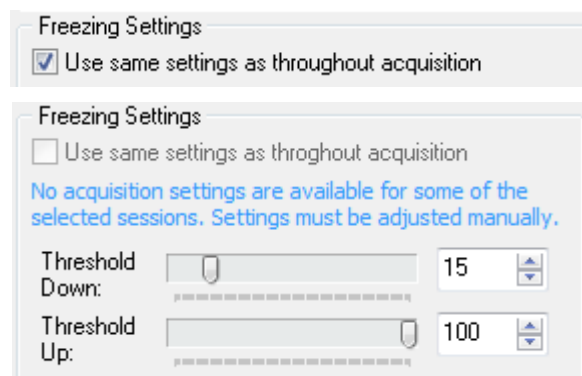 Freezing Settings
Use same settings as throughout acquisition
Freezing Settings
Use same settings as throghout acquisition
No acquisition settings are available for some of the
selected sessions. Settings must be adjusted manually.
Threshold
Down:
15
Threshold
Up:
100